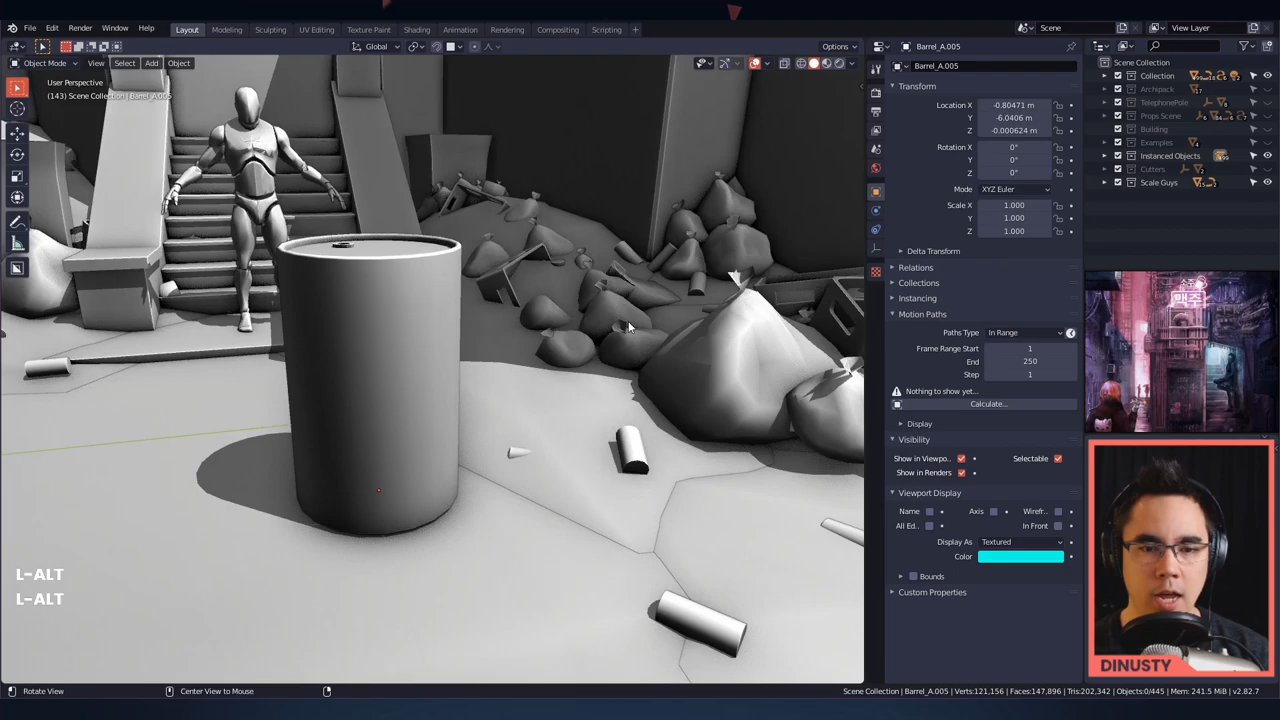 File Edit Render Window Help
Layout Modeling Sculpting UV Editing Texture Paint Shading Animation Rendering Compositing Scripting +
Scene View Layer
Global Options
Object Mode View Select Add Object
User Perspective
(143) Scene Collection | Barrel_A.005
L-ALT
L-ALT
Barrel_A.005
Barrel_A.005
Transform
Location X -0.80471 m
Y -6.0406 m
Z -0.000624 m
Rotation X 0°
Y 0°
Z 0°
Mode XYZ Euler
Scale X 1.000
Y 1.000
Z 1.000
Delta Transform
Relations
Collections
Instancing
Motion Paths
Paths Type In Range
Frame Range Start 1
End 250
Step 1
Nothing to show yet...
Calculate...
Display
Visibility
Show in Viewpo.. Selectable
Show in Renders
Viewport Display
Name Axis Wirefr..
All Ed.. In Front
Display As Textured
Color
Bounds
Custom Properties
Scene Collection
Collection
Archipack
TelephonePole
Props Scene
Building
Examples
Instanced Objects
Cutters
Scale Guys
맥주
DINUSTY
Rotate View Center View to Mouse
Scene Collection | Barrel_A.005 | Verts:121,156 | Faces:147,896 | Tris:202,342 | Objects:0/445 | Mem: 241.5 MiB | v2.82.7